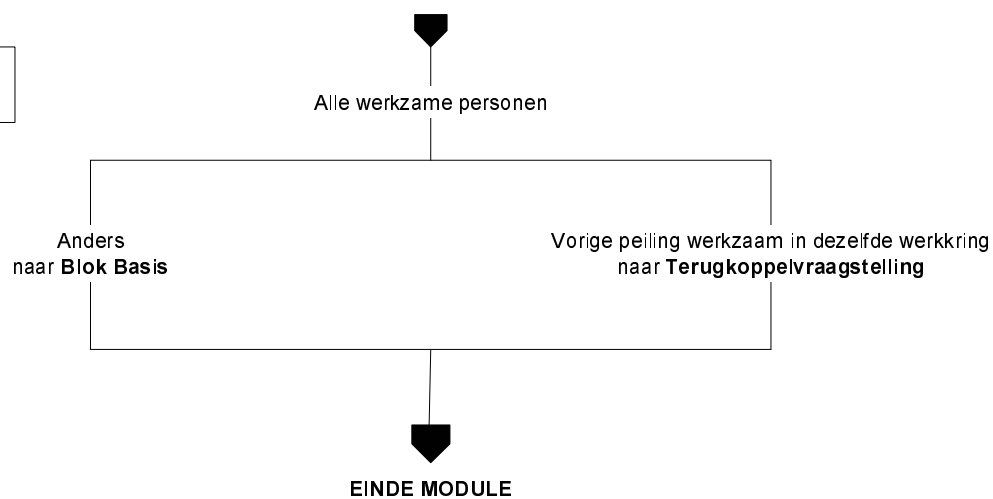 Alle werkzame personen
Anders
naar Blok Basis
Vorige peiling werkzaam in dezelfde werkkring
naar Terugkoppelvraagstelling
EINDE MODULE